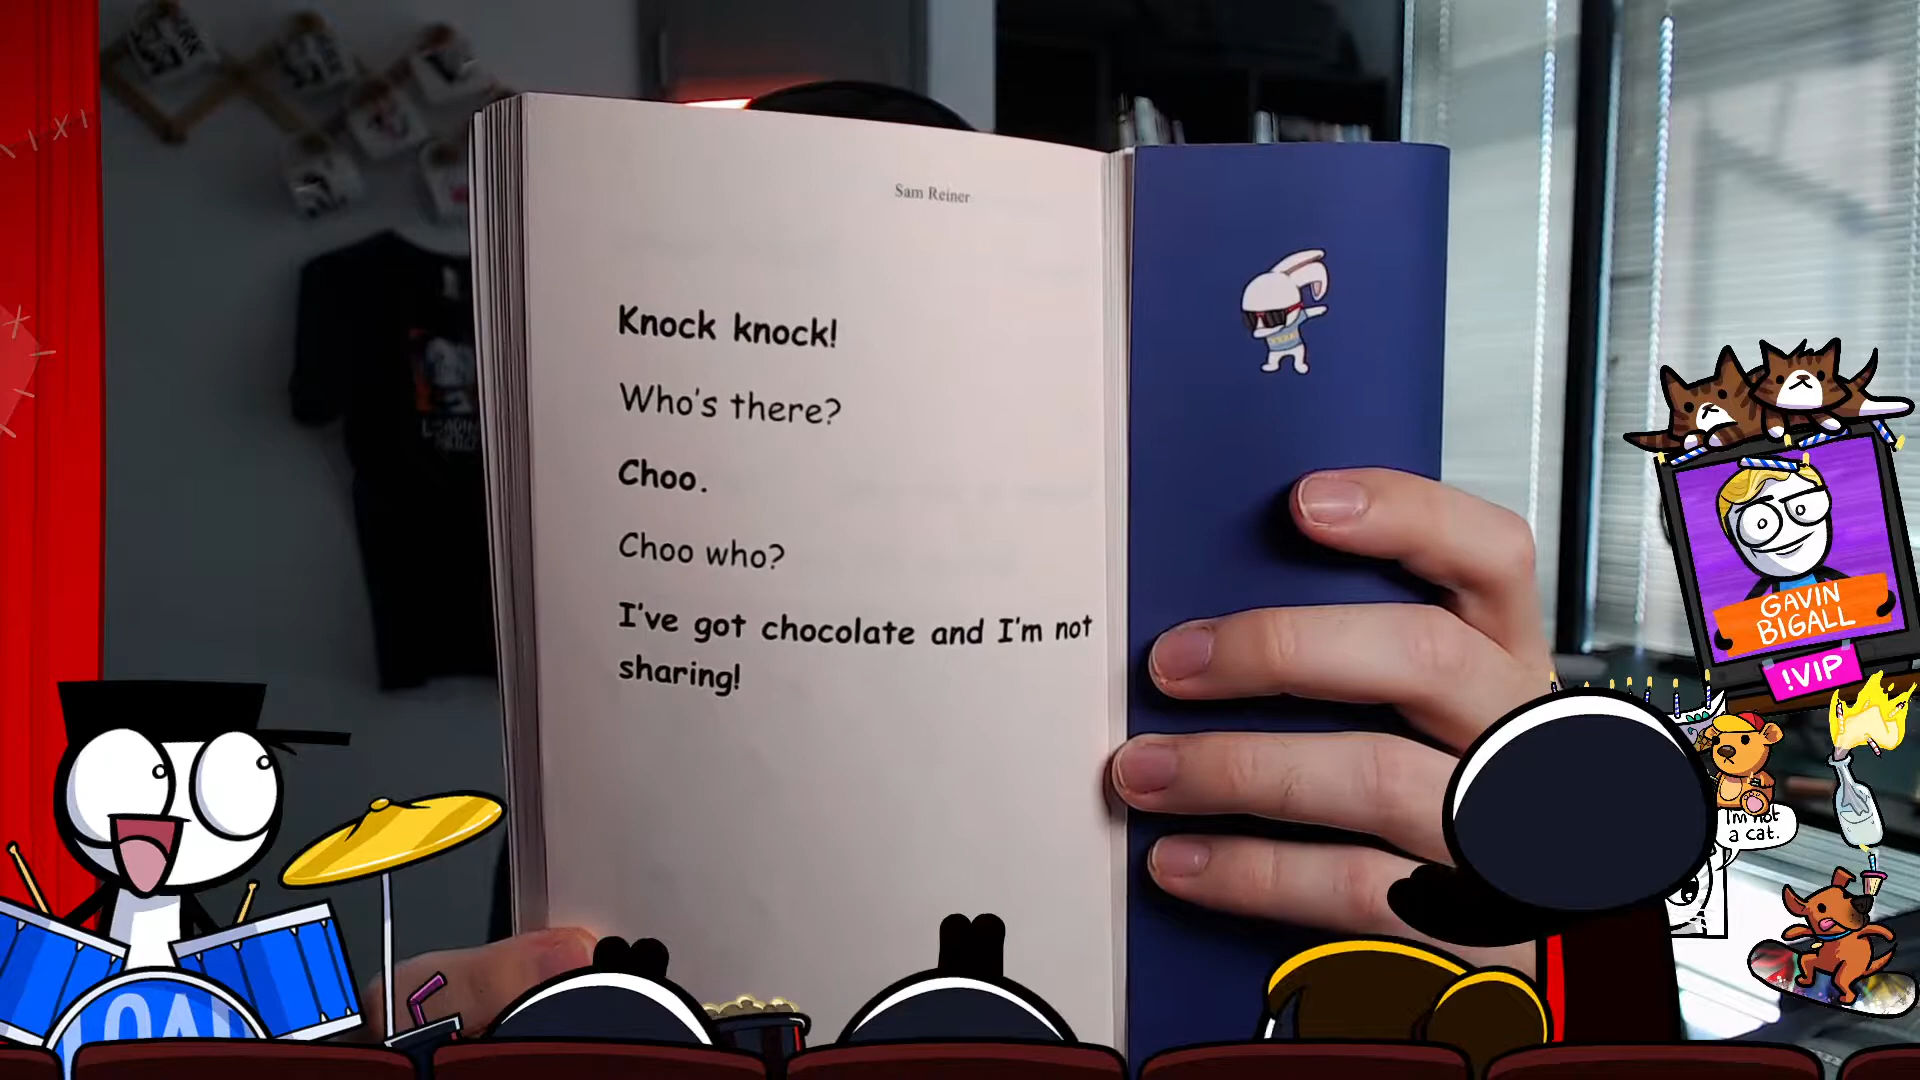 Sam Reiner
Knock knock!
Who's there?
Choo.
Choo who?
I've got chocolate and I'm not
sharing!
GAVIN
BIGALL
!VIP
I'm not
a cat.